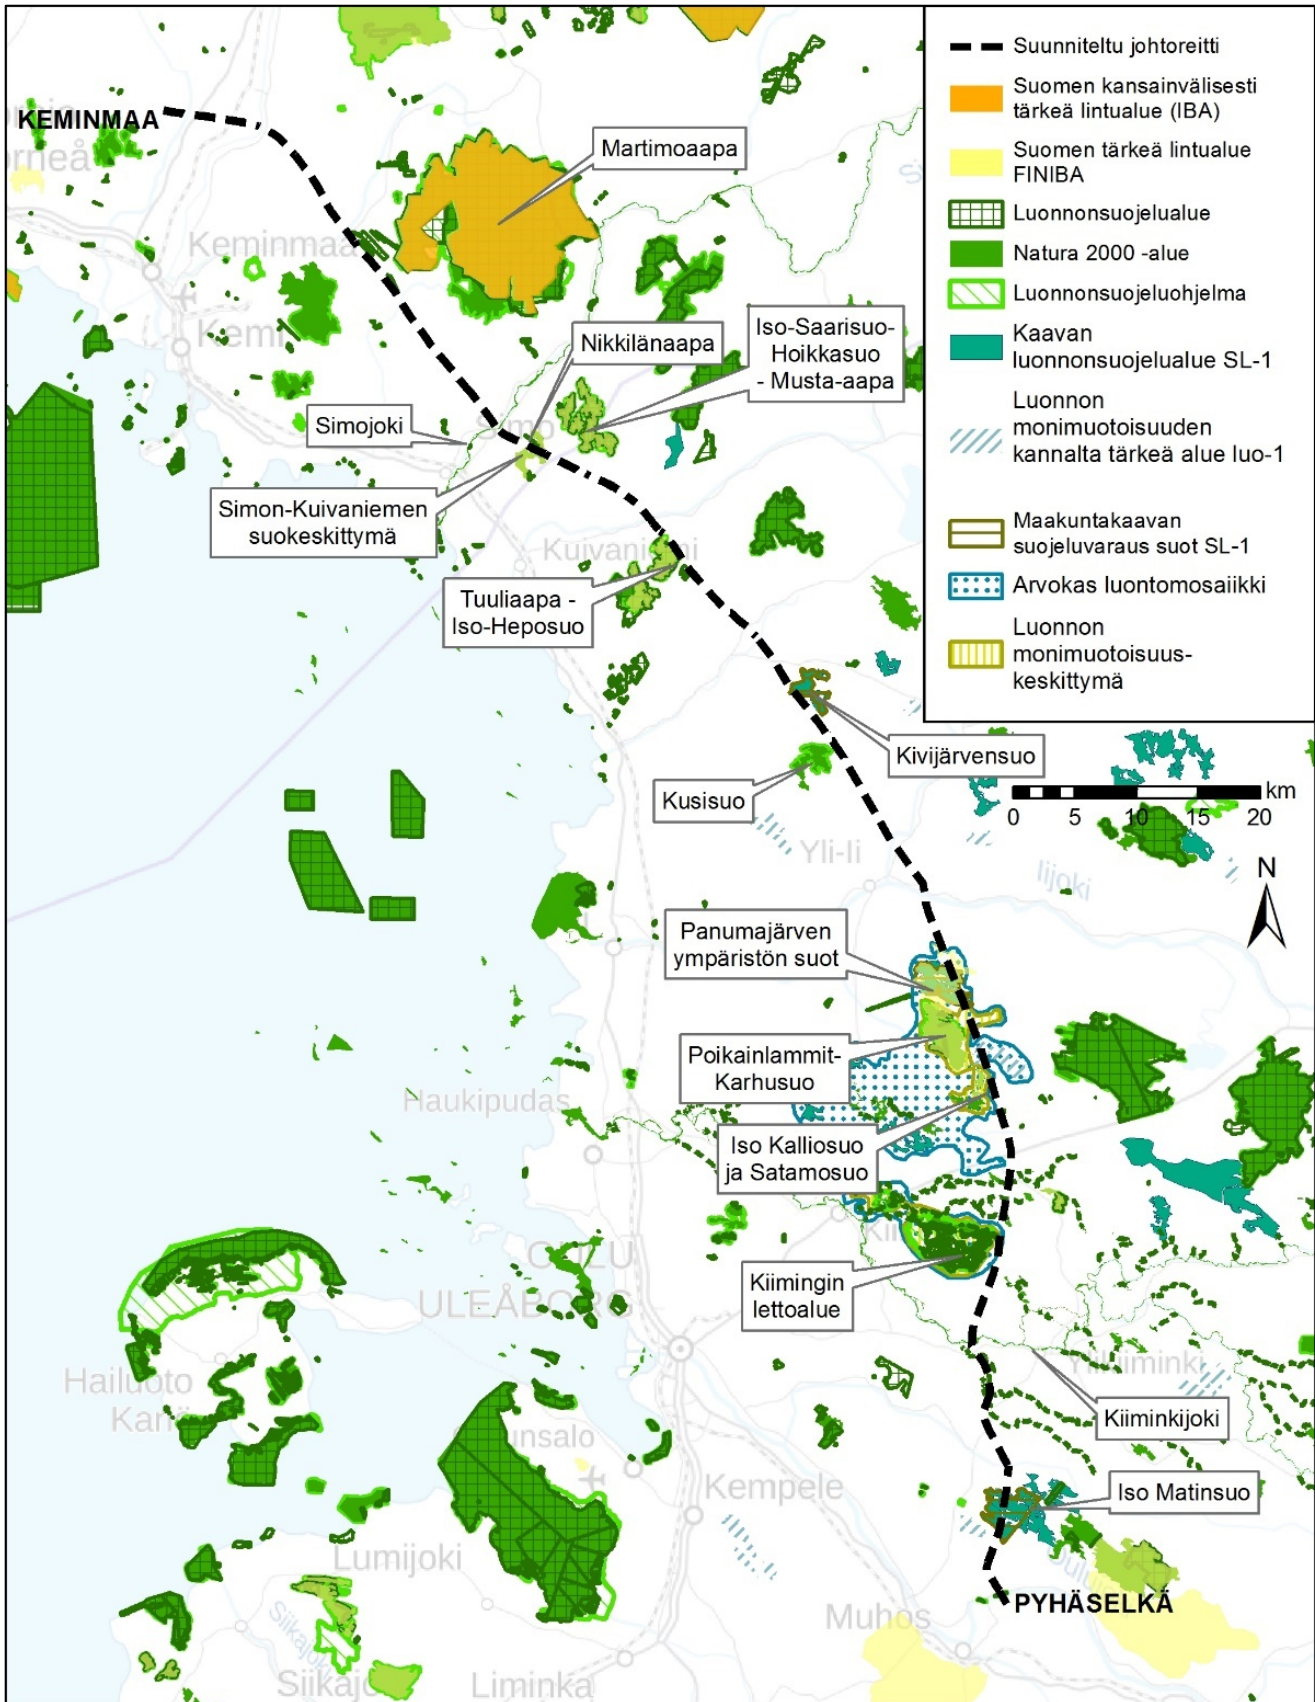 Suunniteltu johtoreitti
Suomen kansainvälisesti
tärkeä lintualue (IBA)
Suomen tärkeä lintualue
FINIBA
Luonnonsuojelualue
Natura 2000 -alue
Luonnonsuojeluohjelma
Kaavan
luonnonsuojelualue SL-1
Luonnon
monimuotoisuuden
kannalta tärkeä alue luo-1
Maakuntakaavan
suojeluvaraus suot SL-1
Arvokas luontomosaiikki
Luonnon
monimuotoisuus-
keskittymä
KEMINMAA
Martimoaapa
Keminmaa
Kemi
Nikkilänaapa
Iso-Saarisuo-
Hoikkasuo
- Musta-aapa
Simojoki
Simo
Simon-Kuivaniemen
suokeskittymä
Kuivaniemi
Tuuliaapa -
Iso-Heposuo
Kivijärvensuo
Kusisuo
km
0 5 10 15 20
Yli-Ii
Iijoki
N
Panumajärven
ympäristön suot
Poikainlammit-
Karhusuo
Haukipudas
Iso Kalliosuo
ja Satamosuo
Kiimingin
lettoalue
OULU
ULEÅBORG
Ylikiiminki
Hailuoto
Karlö
Kiiminkijoki
Kempele
Iso Matinsuo
Lumijoki
PYHÄSELKÄ
Muhos
Siikajoki
Liminka